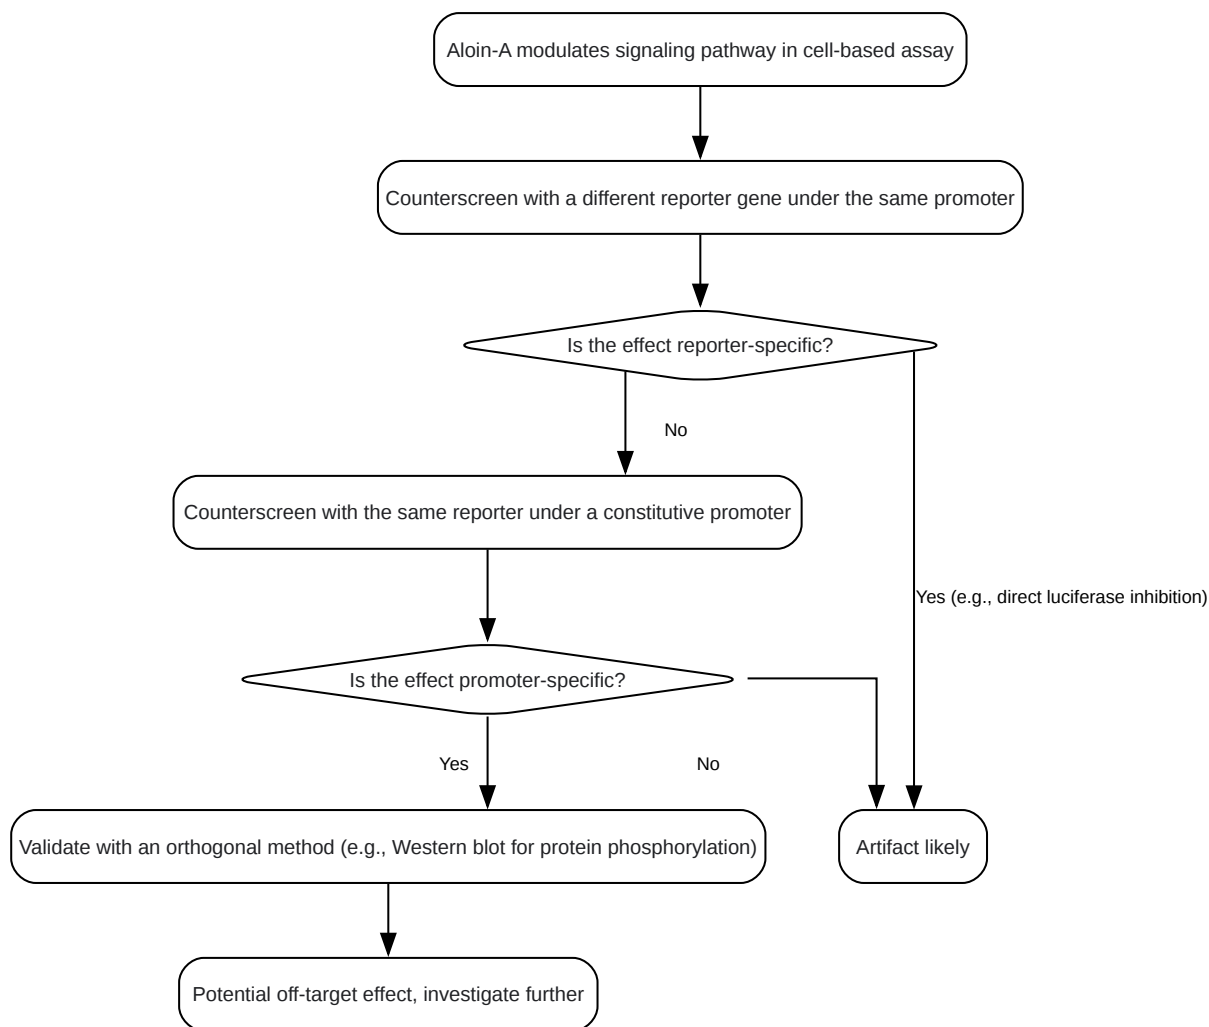 Aloin-A modulates signaling pathway in cell-based assay
Counterscreen with a different reporter gene under the same promoter
Is the effect reporter-specific?
No
Counterscreen with the same reporter under a constitutive promoter
Yes (e.g., direct luciferase inhibition)
Is the effect promoter-specific?
Yes
No
Validate with an orthogonal method (e.g., Western blot for protein phosphorylation)
Artifact likely
Potential off-target effect, investigate further